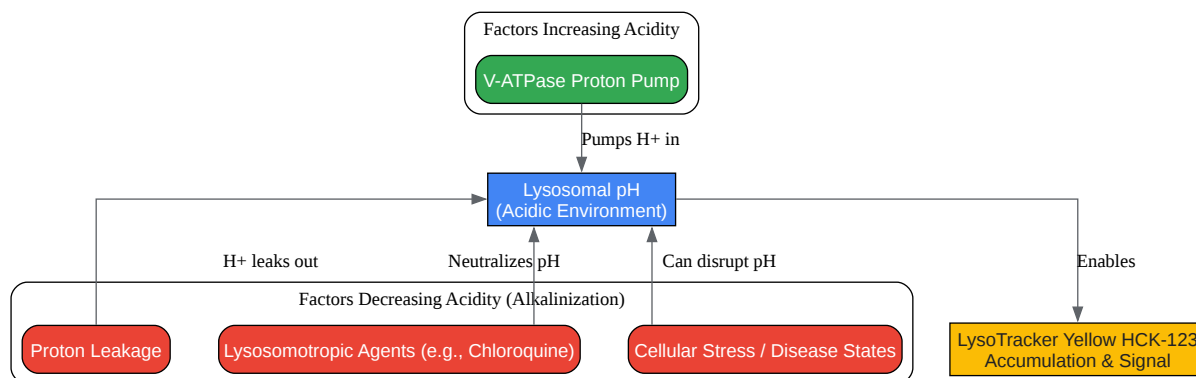 Factors Increasing Acidity
V-ATPase Proton Pump
Pumps H+ in
Lysosomal pH
(Acidic Environment)
H+ leaks out
Neutralizes pH
Can disrupt pH
Enables
Factors Decreasing Acidity (Alkalinization)
Proton Leakage
Lysosomotropic Agents (e.g., Chloroquine)
Cellular Stress / Disease States
LysoTracker Yellow HCK-123
Accumulation & Signal